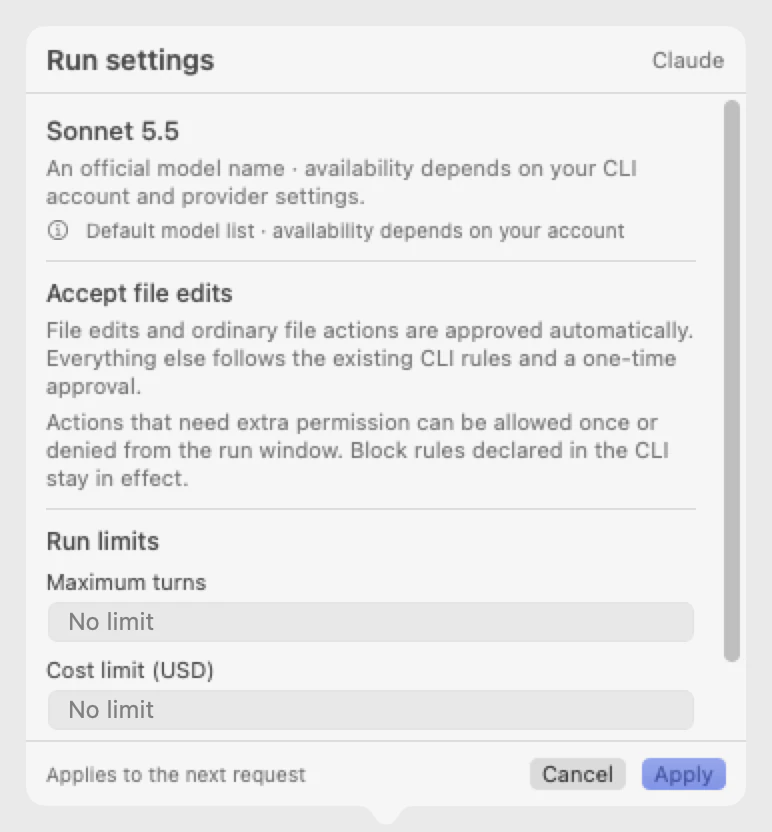 Run settings
Claude
Sonnet 5.5
An official model name · availability depends on your CLI
account and provider settings.
Default model list · availability depends on your account
Accept file edits
File edits and ordinary file actions are approved automatically.
Everything else follows the existing CLI rules and a one-time
approval.
Actions that need extra permission can be allowed once or
denied from the run window. Block rules declared in the CLI
stay in effect.
Run limits
Maximum turns
No limit
Cost limit (USD)
No limit
Applies to the next request
Cancel
Apply